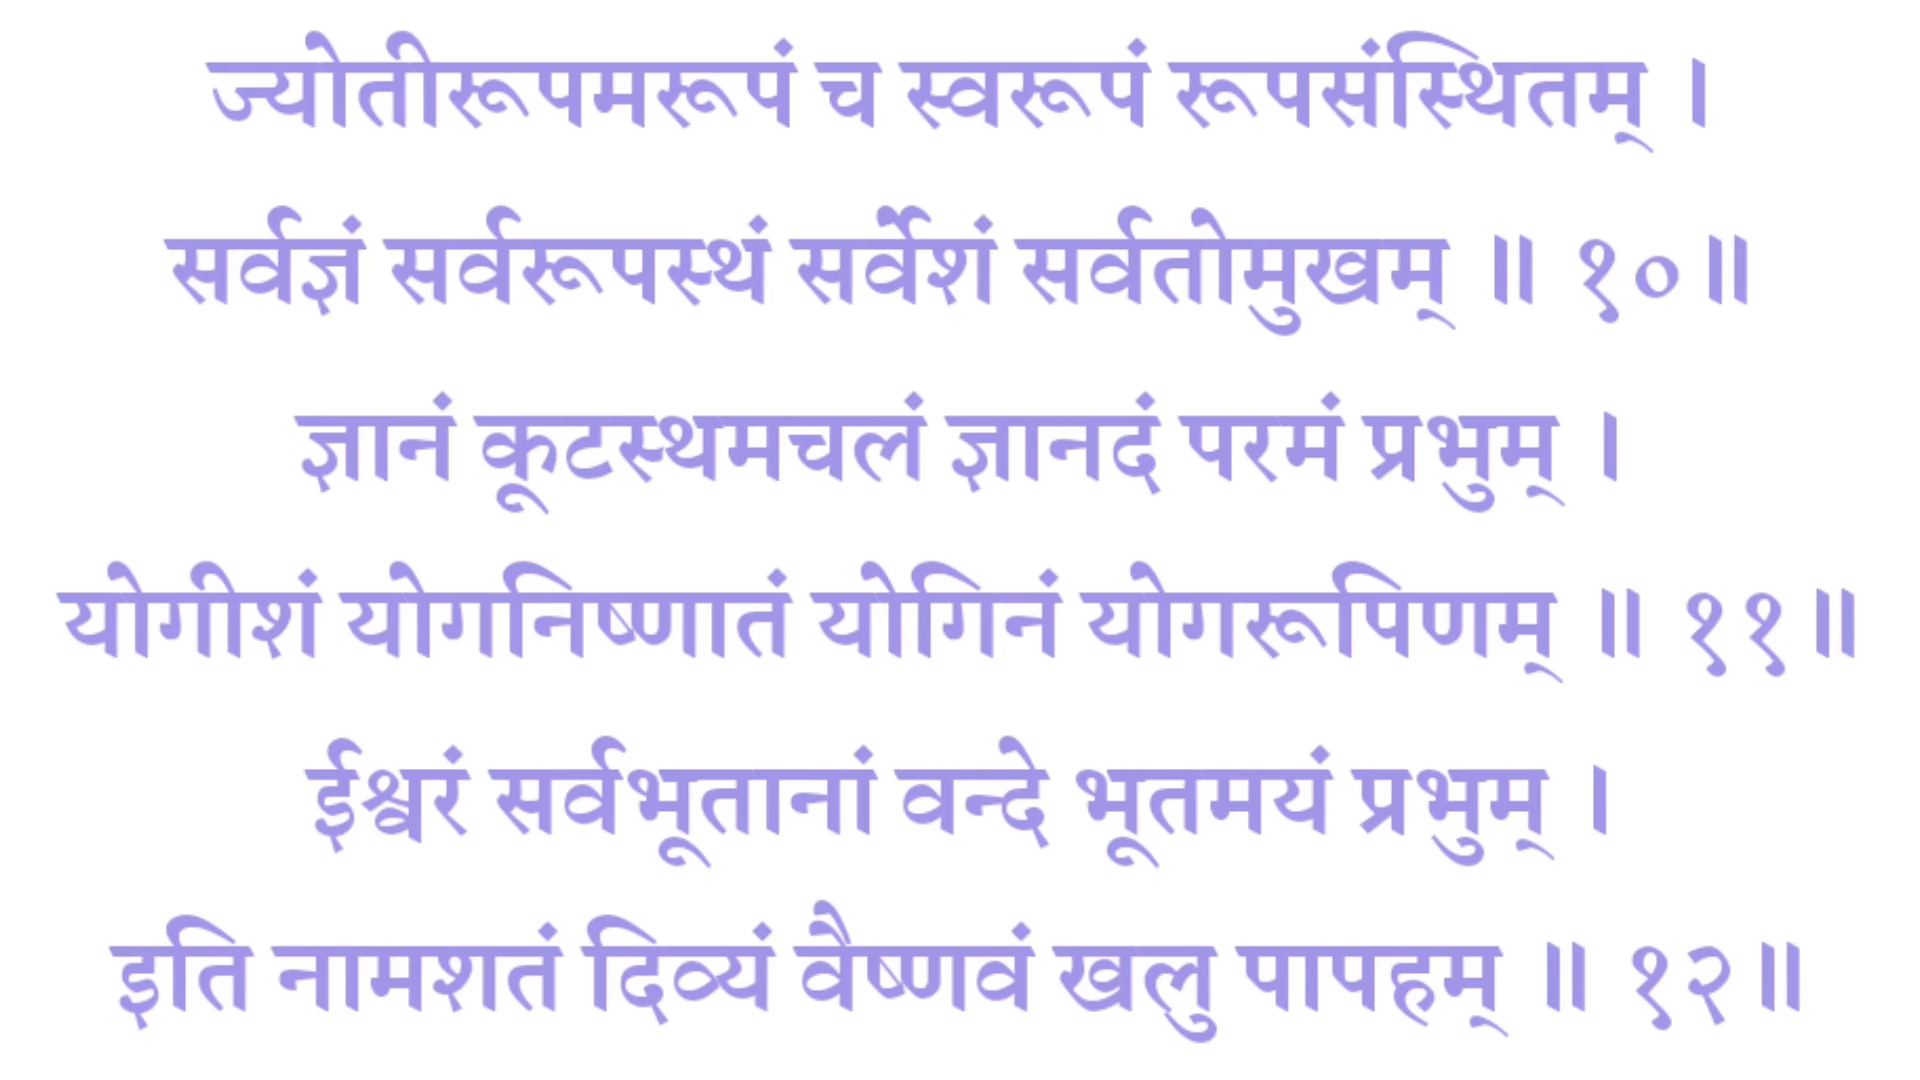 ज्योतीरूपमरूपं च स्वरूपं रूपसंस्थितम् ।
सर्वज्ञं सर्वरूपस्थं सर्वेशं सर्वतोमुखम् ॥ १०॥
ज्ञानं कूटस्थमचलं ज्ञानदं परमं प्रभुम् ।
योगीशं योगनिष्णातं योगिनं योगरूपिणम् ॥ ११॥
ईश्वरं सर्वभूतानां वन्दे भूतमयं प्रभुम् ।
इति नामशतं दिव्यं वैष्णवं खलु पापहम् ॥ १२॥